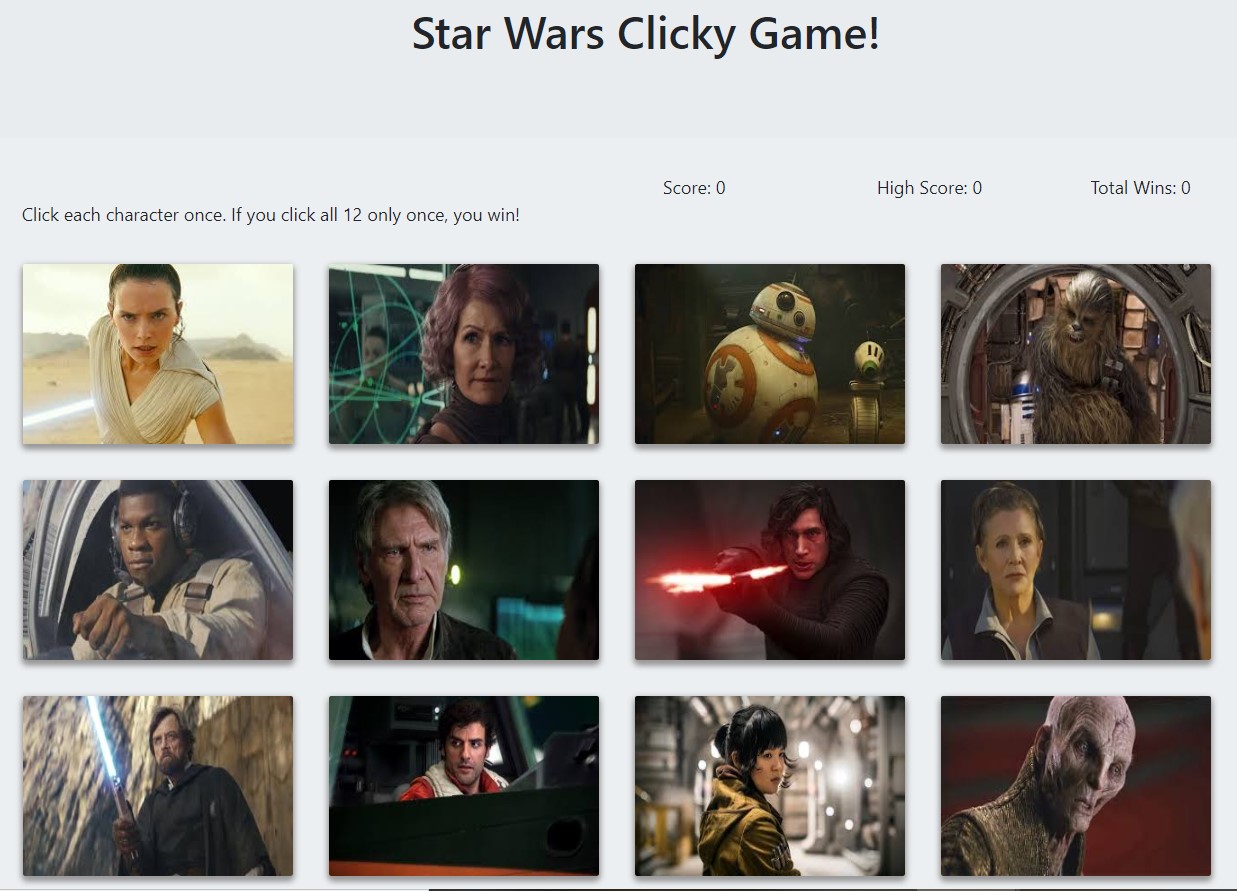 Star Wars Clicky Game!
Score: 0 High Score: 0 Total Wins: 0
Click each character once. If you click all 12 only once, you win!